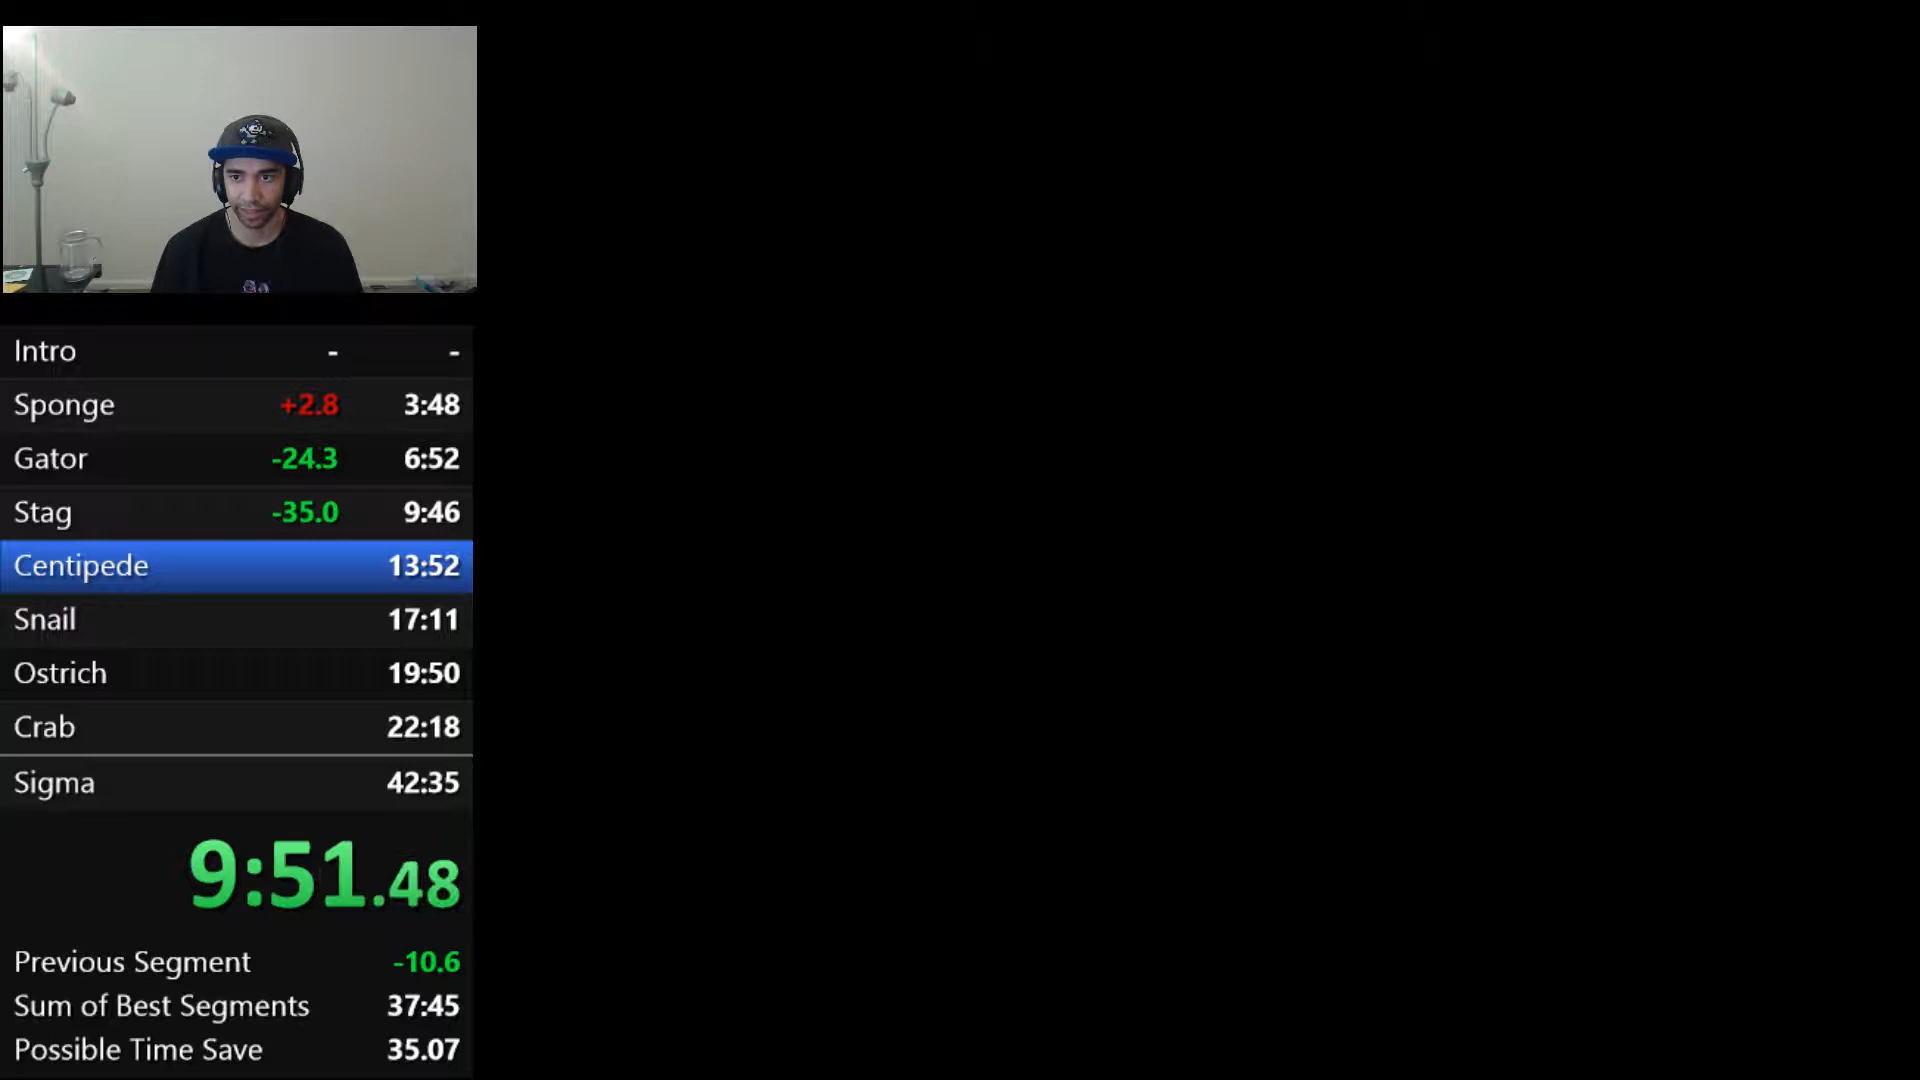 Intro - -
Sponge +2.8 3:48
Gator -24.3 6:52
Stag -35.0 9:46
Centipede 13:52
Snail 17:11
Ostrich 19:50
Crab 22:18
Sigma 42:35
9:51.48
Previous Segment -10.6
Sum of Best Segments 37:45
Possible Time Save 35.07